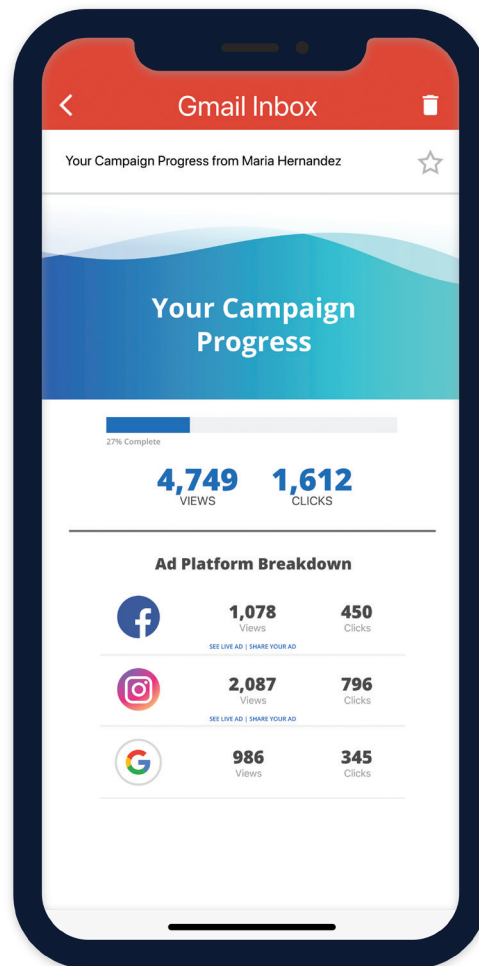 Gmail Inbox
Your Campaign Progress from Maria Hernandez
Your Campaign
Progress
27% Complete
4,749 1,612
VIEWS CLICKS
Ad Platform Breakdown
1,078 450
Views Clicks
SEE LIVE AD | SHARE YOUR AD
2,087 796
Views Clicks
SEE LIVE AD | SHARE YOUR AD
986 345
Views Clicks